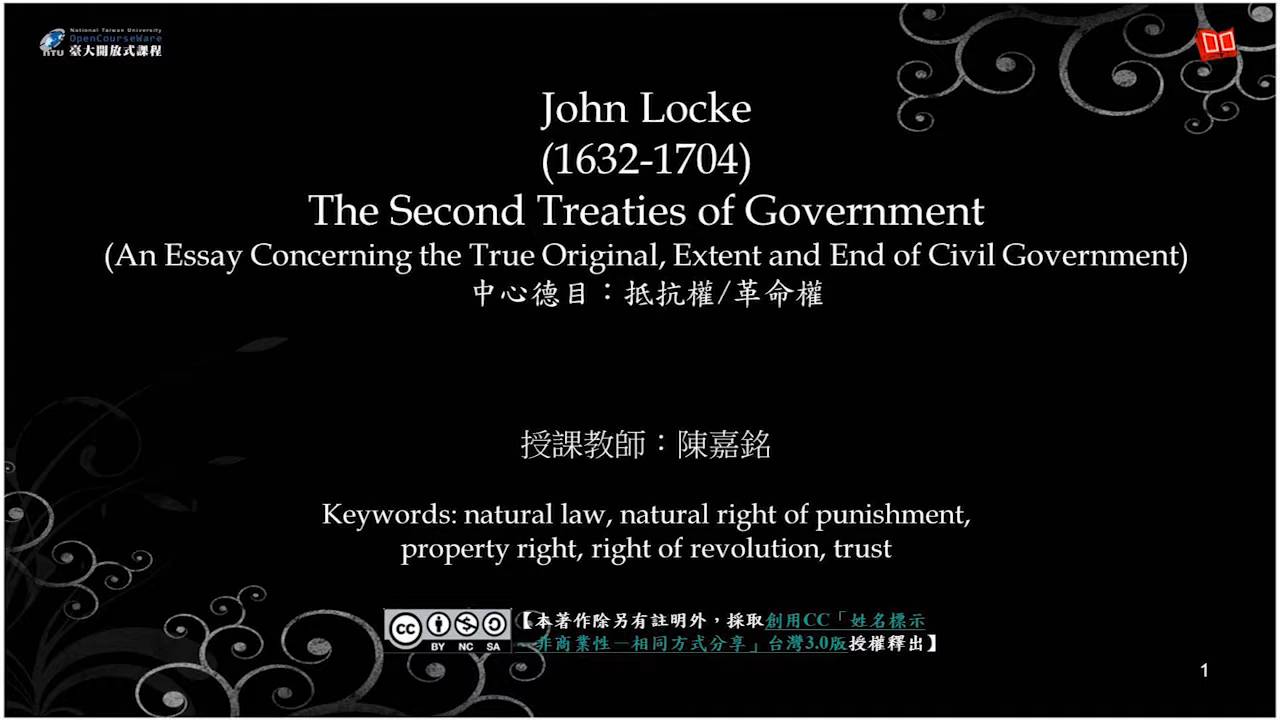 National Taiwan University
OpenCourseWare
NTU 臺大開放式課程
John Locke
(1632-1704)
The Second Treaties of Government
(An Essay Concerning the True Original, Extent and End of Civil Government)
中心德目：抵抗權/革命權
授課教師：陳嘉銘
Keywords: natural law, natural right of punishment,
property right, right of revolution, trust
cc BY NC SA
【本著作除另有註明外，採取創用CC「姓名標示
－非商業性－相同方式分享」台灣3.0版授權釋出】
1